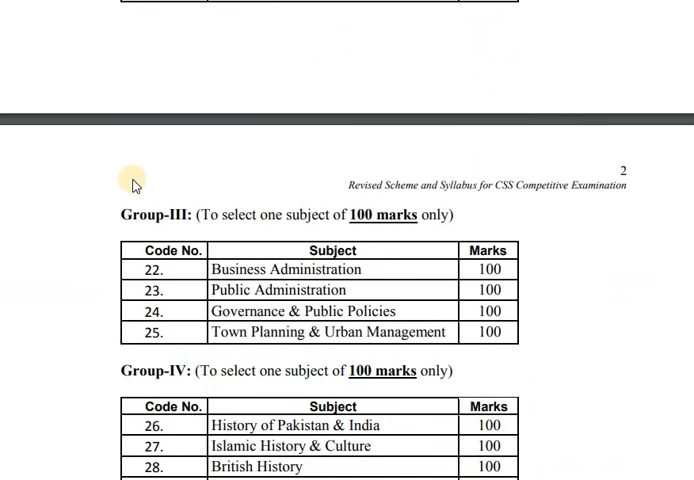 2
Revised Scheme and Syllabus for CSS Competitive Examination
Group-III: (To select one subject of 100 marks only)
Code No. Subject Marks
22. Business Administration 100
23. Public Administration 100
24. Governance & Public Policies 100
25. Town Planning & Urban Management 100
Group-IV: (To select one subject of 100 marks only)
Code No. Subject Marks
26. History of Pakistan & India 100
27. Islamic History & Culture 100
28. British History 100